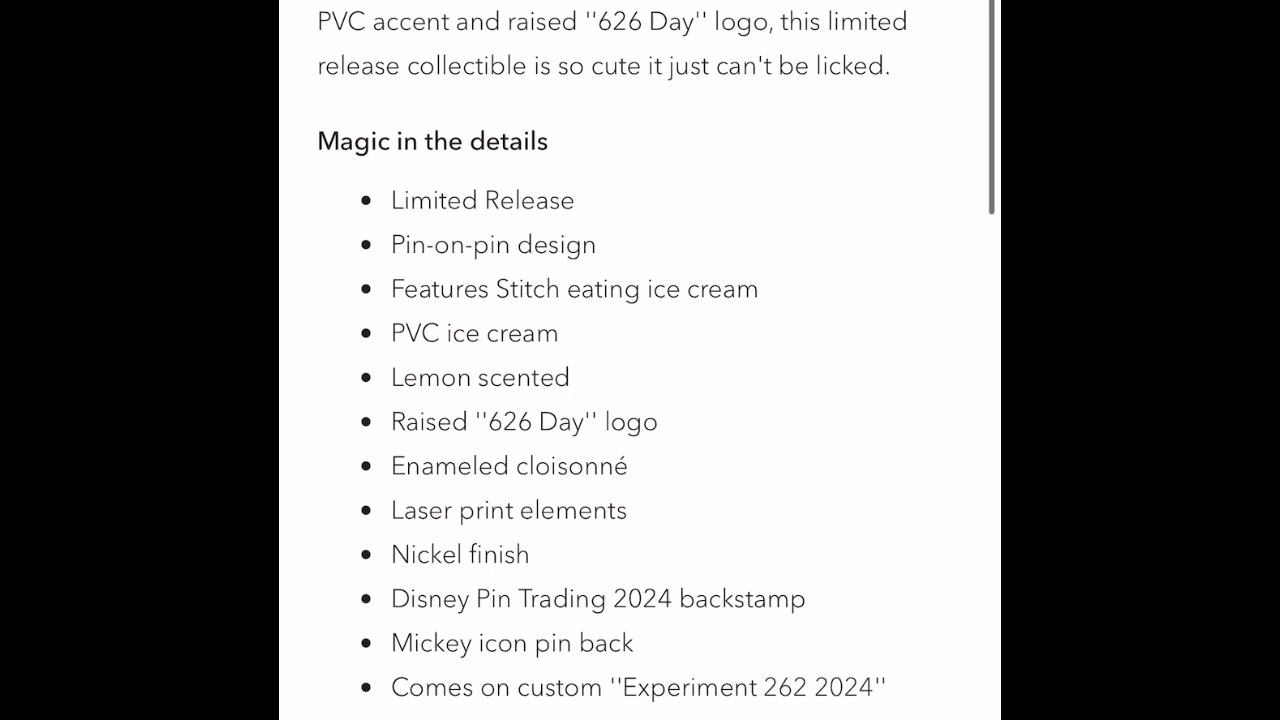 PVC accent and raised ''626 Day'' logo, this limited
release collectible is so cute it just can't be licked.
Magic in the details
• Limited Release
• Pin-on-pin design
• Features Stitch eating ice cream
• PVC ice cream
• Lemon scented
• Raised ''626 Day'' logo
• Enameled cloisonné
• Laser print elements
• Nickel finish
• Disney Pin Trading 2024 backstamp
• Mickey icon pin back
• Comes on custom ''Experiment 262 2024''